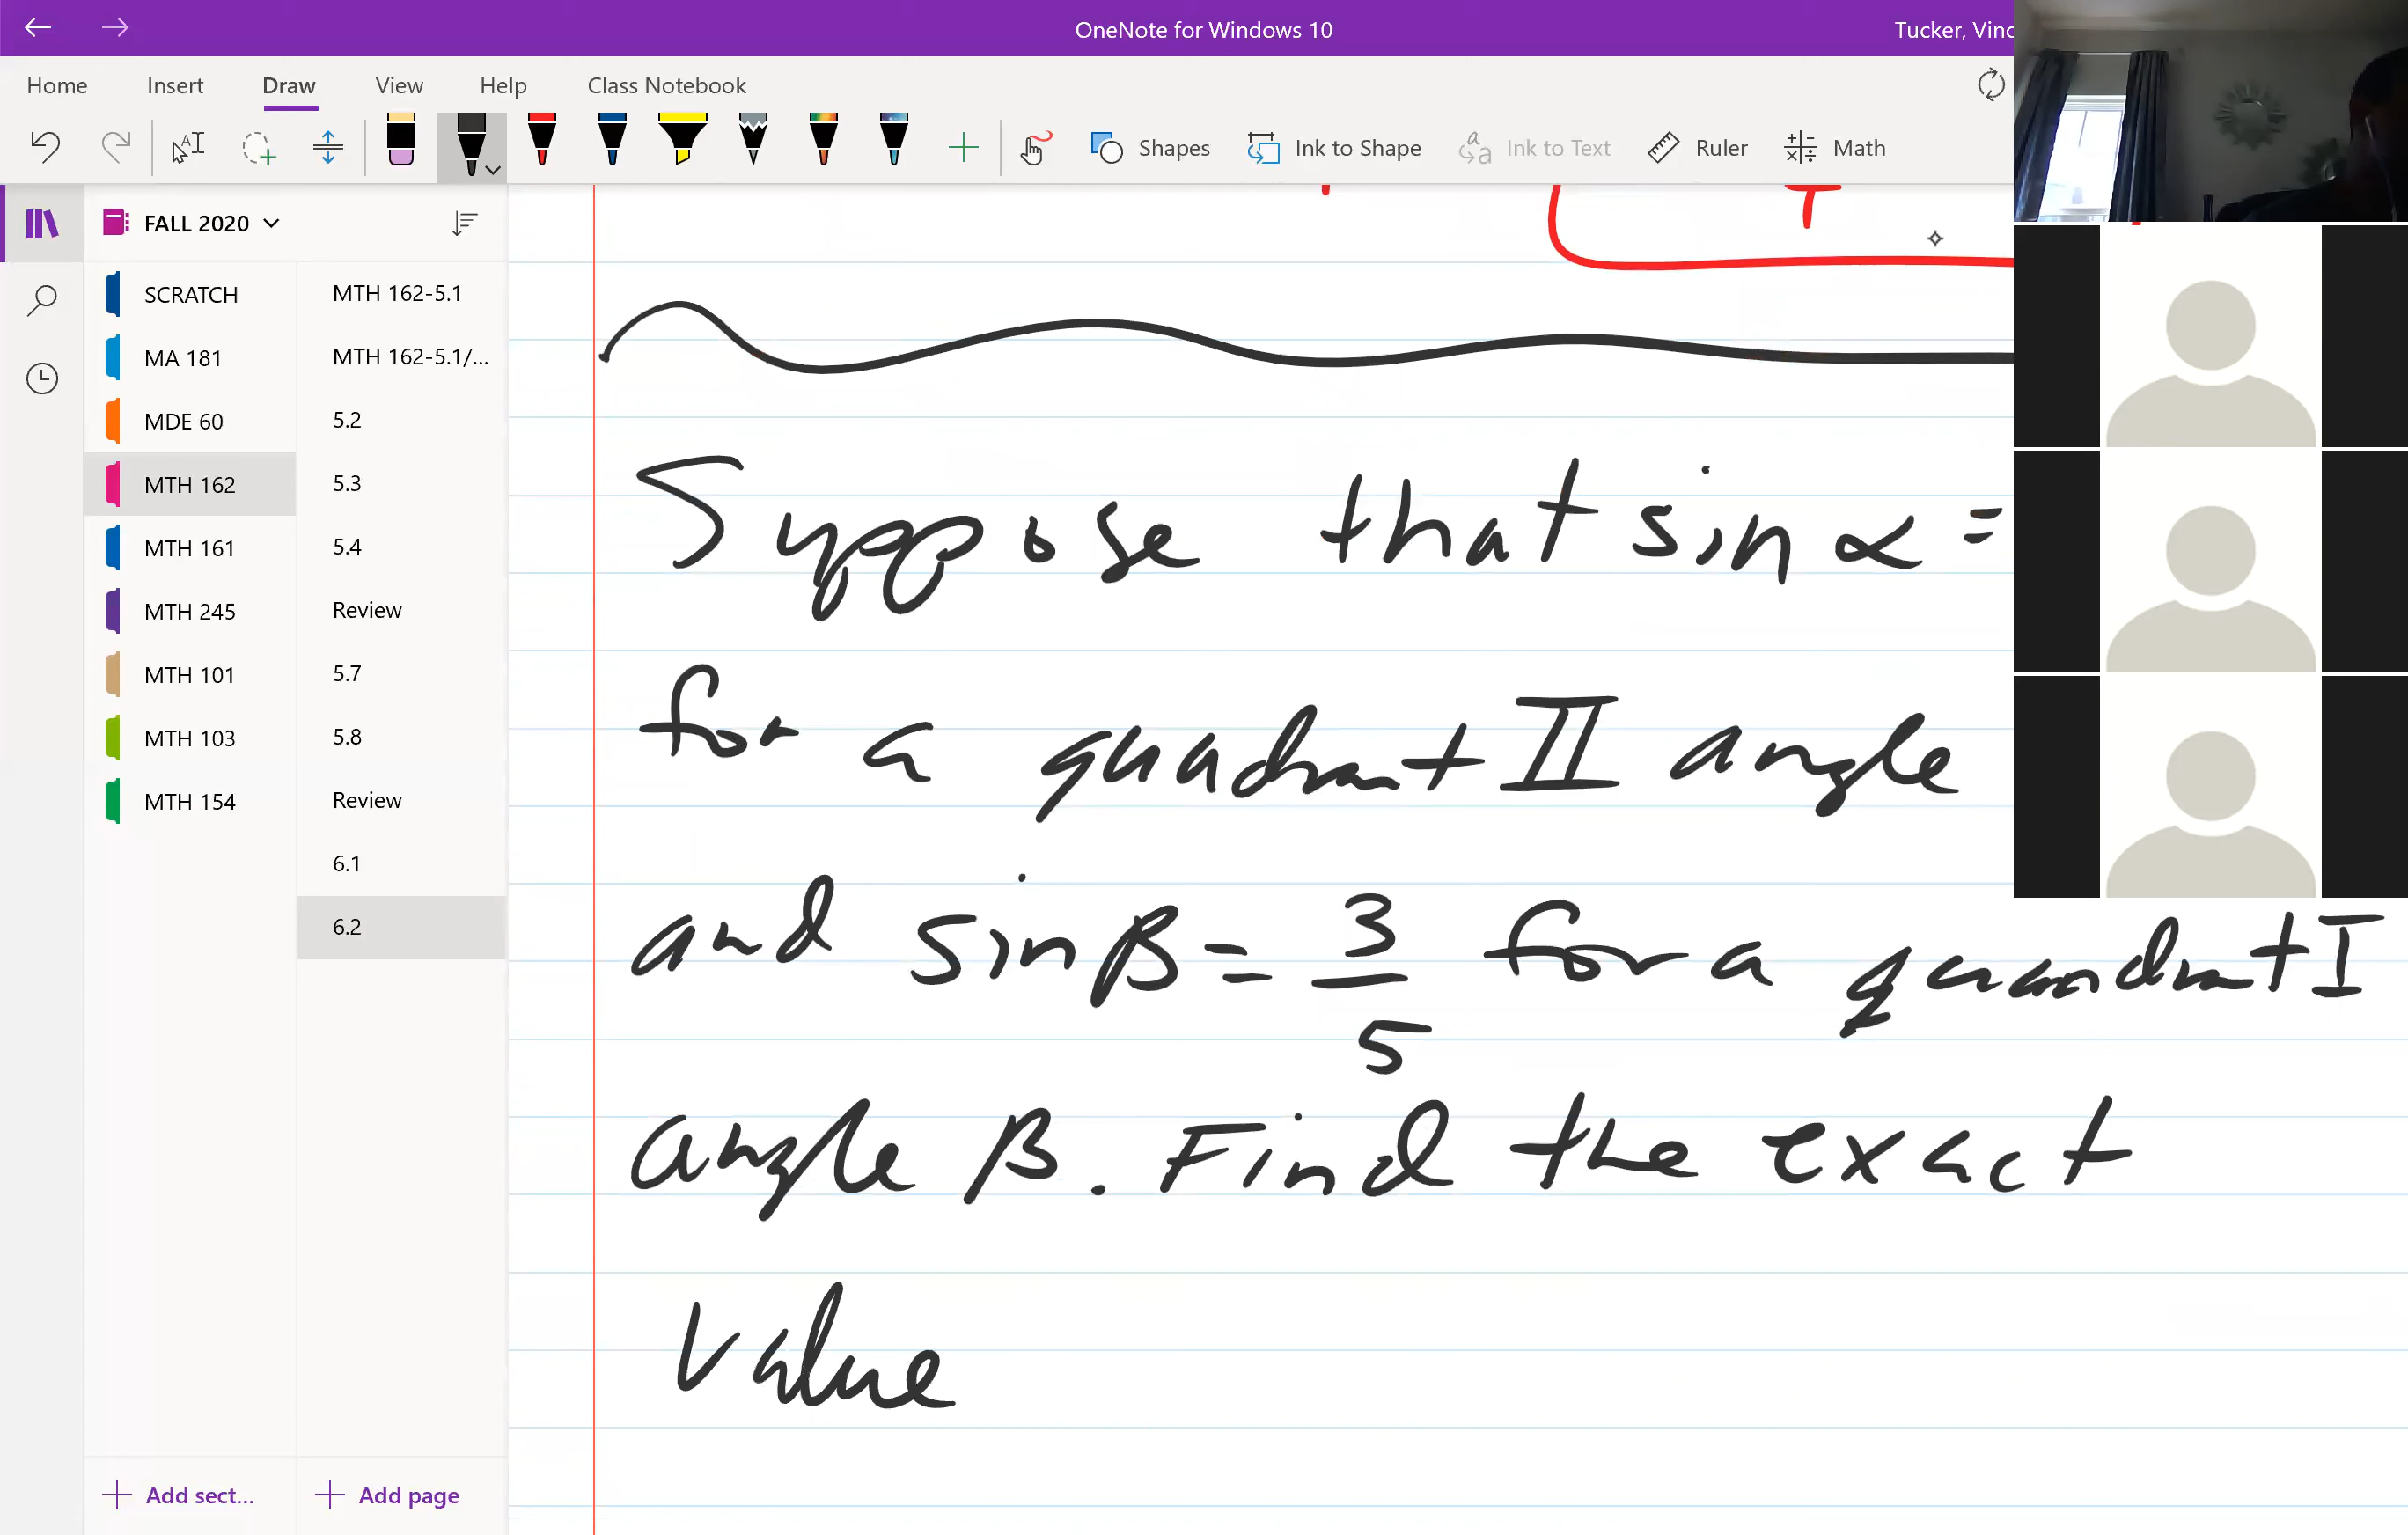 OneNote for Windows 10
Tucker, Vinc
Home Insert Draw View Help Class Notebook
Shapes Ink to Shape Ink to Text Ruler Math
FALL 2020
SCRATCH
MA 181
MDE 60
MTH 162
MTH 161
MTH 245
MTH 101
MTH 103
MTH 154
Add sect...
MTH 162-5.1
MTH 162-5.1/...
5.2
5.3
5.4
Review
5.7
5.8
Review
6.1
6.2
Add page
Suppose that sin α =
for a quadrant II angle
and sin β = 3/5 for a quandrant I
angle β. Find the exact
value